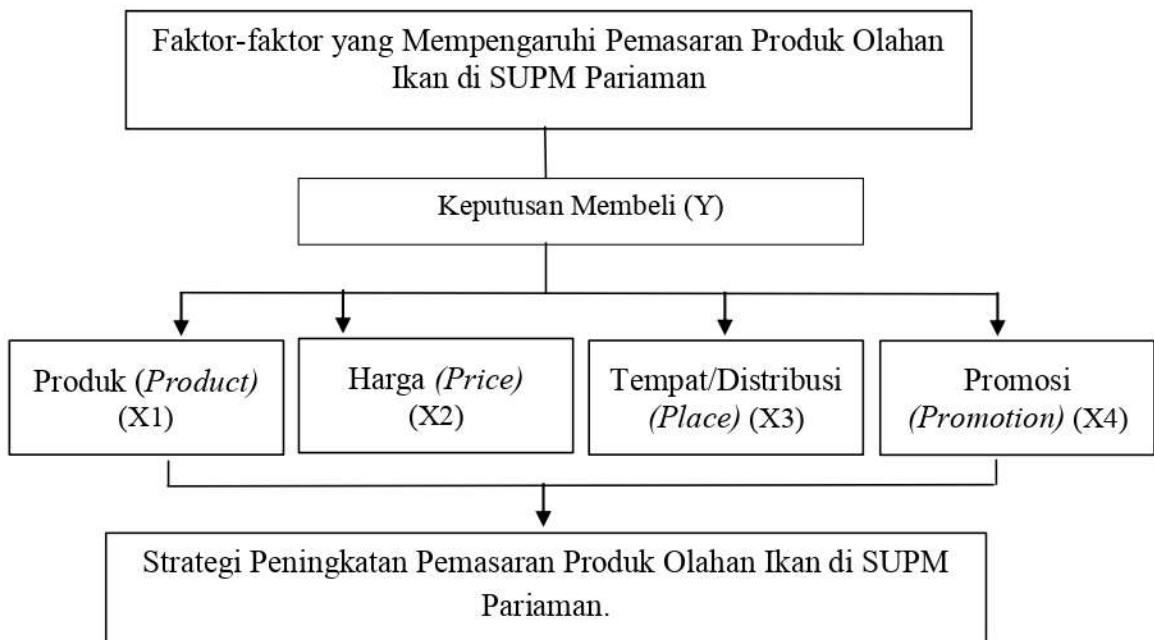 Faktor-faktor yang Mempengaruhi Pemasaran Produk Olahan
Ikan di SUPM Pariaman
Keputusan Membeli (Y)
Produk (Product)
(X1)
Harga (Price)
(X2)
Tempat/Distribusi
(Place) (X3)
Promosi
(Promotion) (X4)
Strategi Peningkatan Pemasaran Produk Olahan Ikan di SUPM
Pariaman.